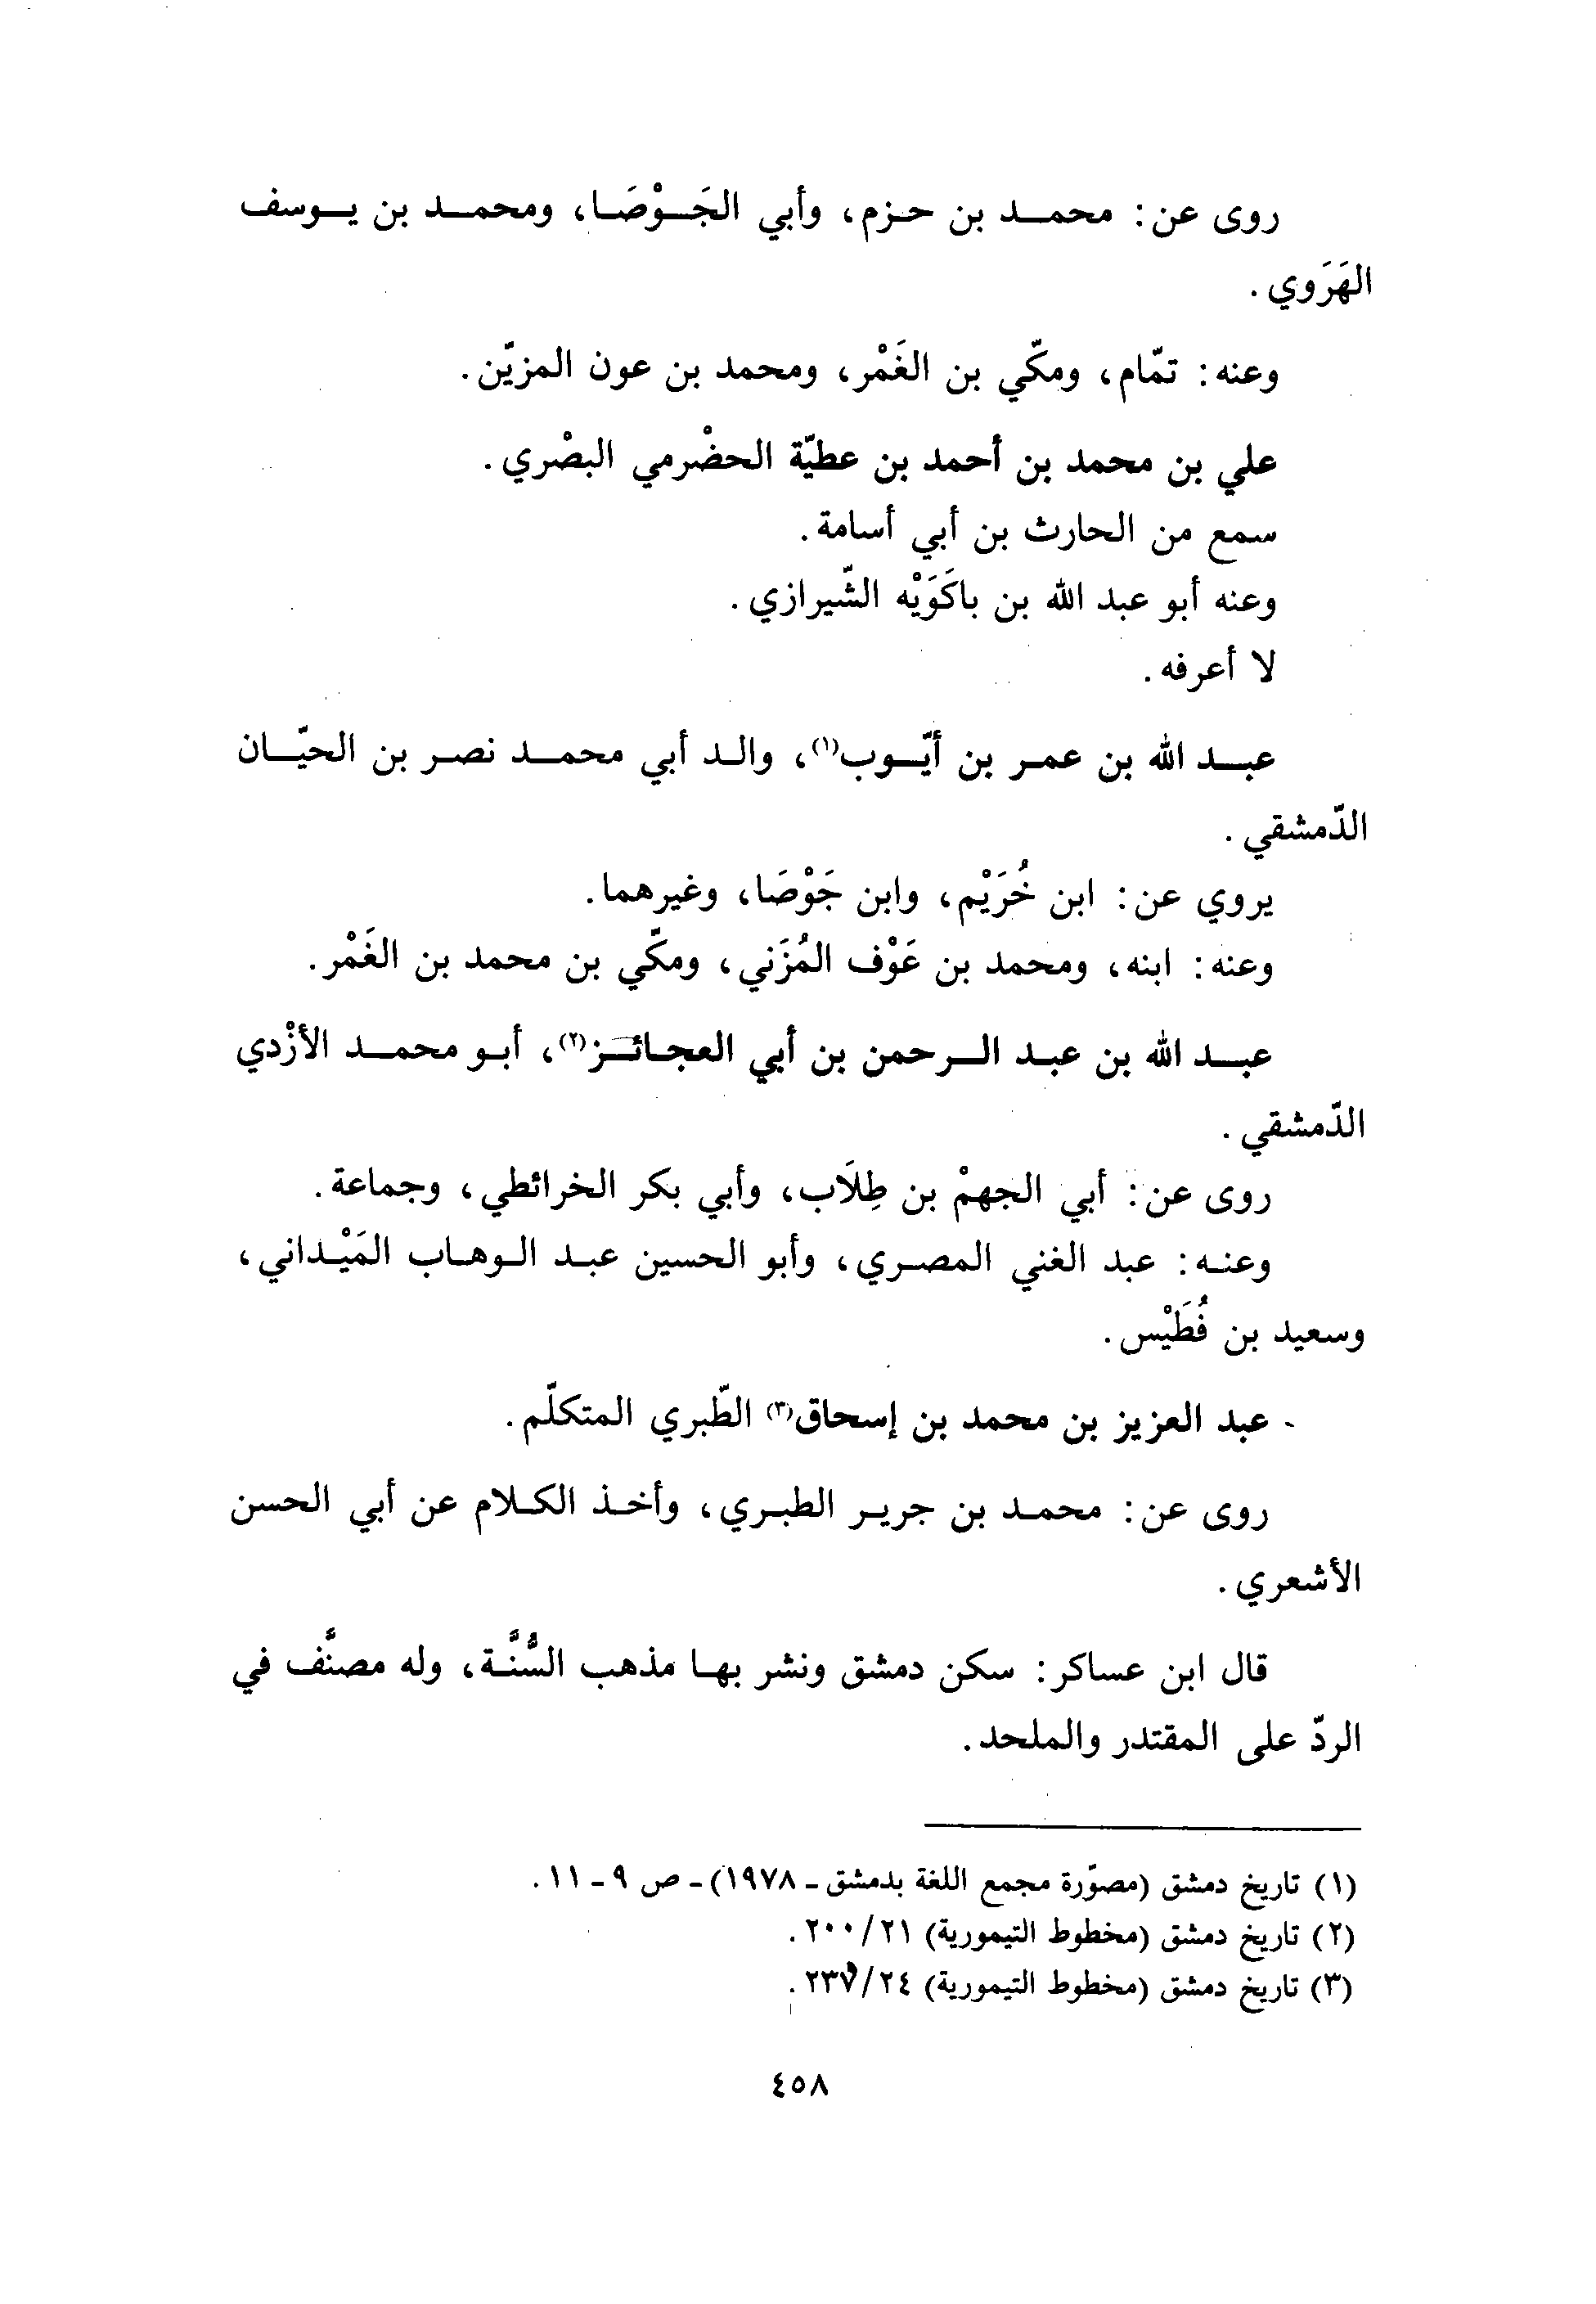 روى عن: محمد بن حزم، وأبي الجَوْصَا، ومحمد بن يوسف
الهَرَوي.
وعنه: تمّام، ومكّي بن الغَمْر، ومحمد بن عون المزيّن.
علي بن محمد بن أحمد بن عطيّة الحضْرمي البصْري.
سمع من الحارث بن أبي أسامة.
وعنه أبو عبد الله بن باكَوَيْه الشّيرازي.
لا أعرفه.
عبد الله بن عمر بن أيّوب(١)، والد أبي محمد نصر بن الحيّان
الدّمشقي.
يروي عن: ابن خُرَيْم، وابن جَوْصَا، وغيرهما.
وعنه: ابنه، ومحمد بن عَوْف المُزَني، ومكّي بن محمد بن الغَمْر.
عبد الله بن عبد الرحمن بن أبي العجائز(٢)، أبو محمد الأزْدي
الدّمشقي.
روى عن: أبي الجهمْ بن طِلَاب، وأبي بكر الخرائطي، وجماعة.
وعنه: عبد الغني المصري، وأبو الحسين عبد الوهاب المَيْداني،
وسعيد بن فُطَيْس.
- عبد العزيز بن محمد بن إسحاق(٣) الطّبري المتكلّم.
روى عن: محمد بن جرير الطبري، وأخذ الكلام عن أبي الحسن
الأشعري.
قال ابن عساكر: سكن دمشق ونشر بها مذهب السُّنَّة، وله مصنَّف في
الردّ على المقتدر والملحد.
(١) تاريخ دمشق (مصوّرة مجمع اللغة بدمشق - ١٩٧٨) - ص ٩ - ١١.
(٢) تاريخ دمشق (مخطوط التيمورية) ٢١/٢٠٠.
(٣) تاريخ دمشق (مخطوط التيمورية) ٢٤/٢٣٧.
٤٥٨